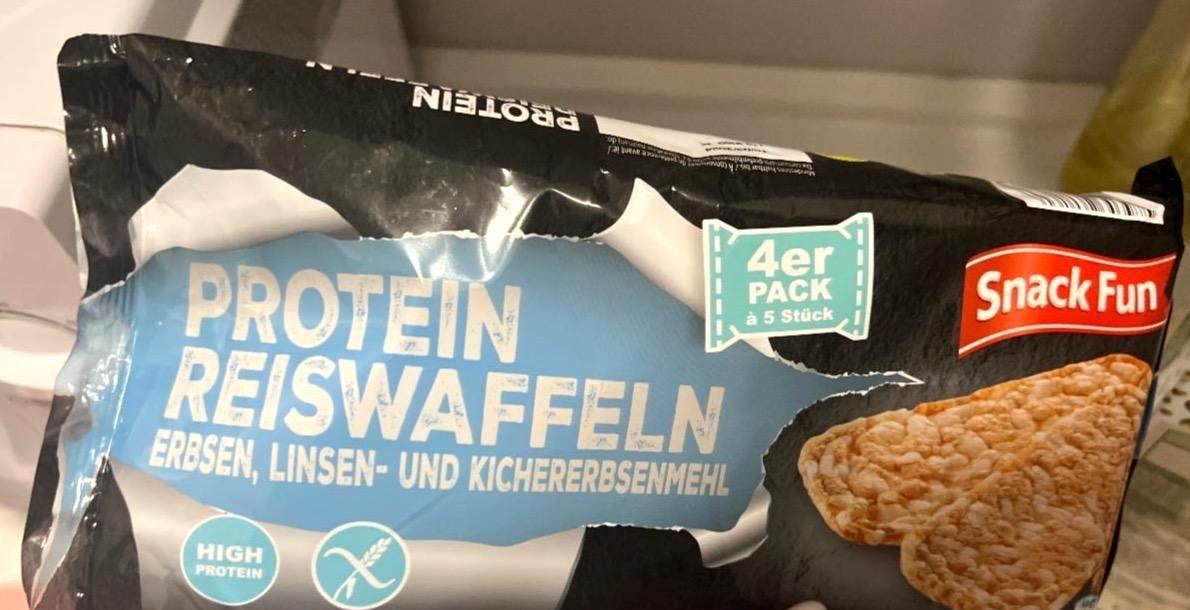 PROTEIN
4er
PACK
à 5 Stück
Snack Fun
PROTEIN
REISWAFFELN
ERBSEN, LINSEN- UND KICHERERBSENMEHL
HIGH
PROTEIN